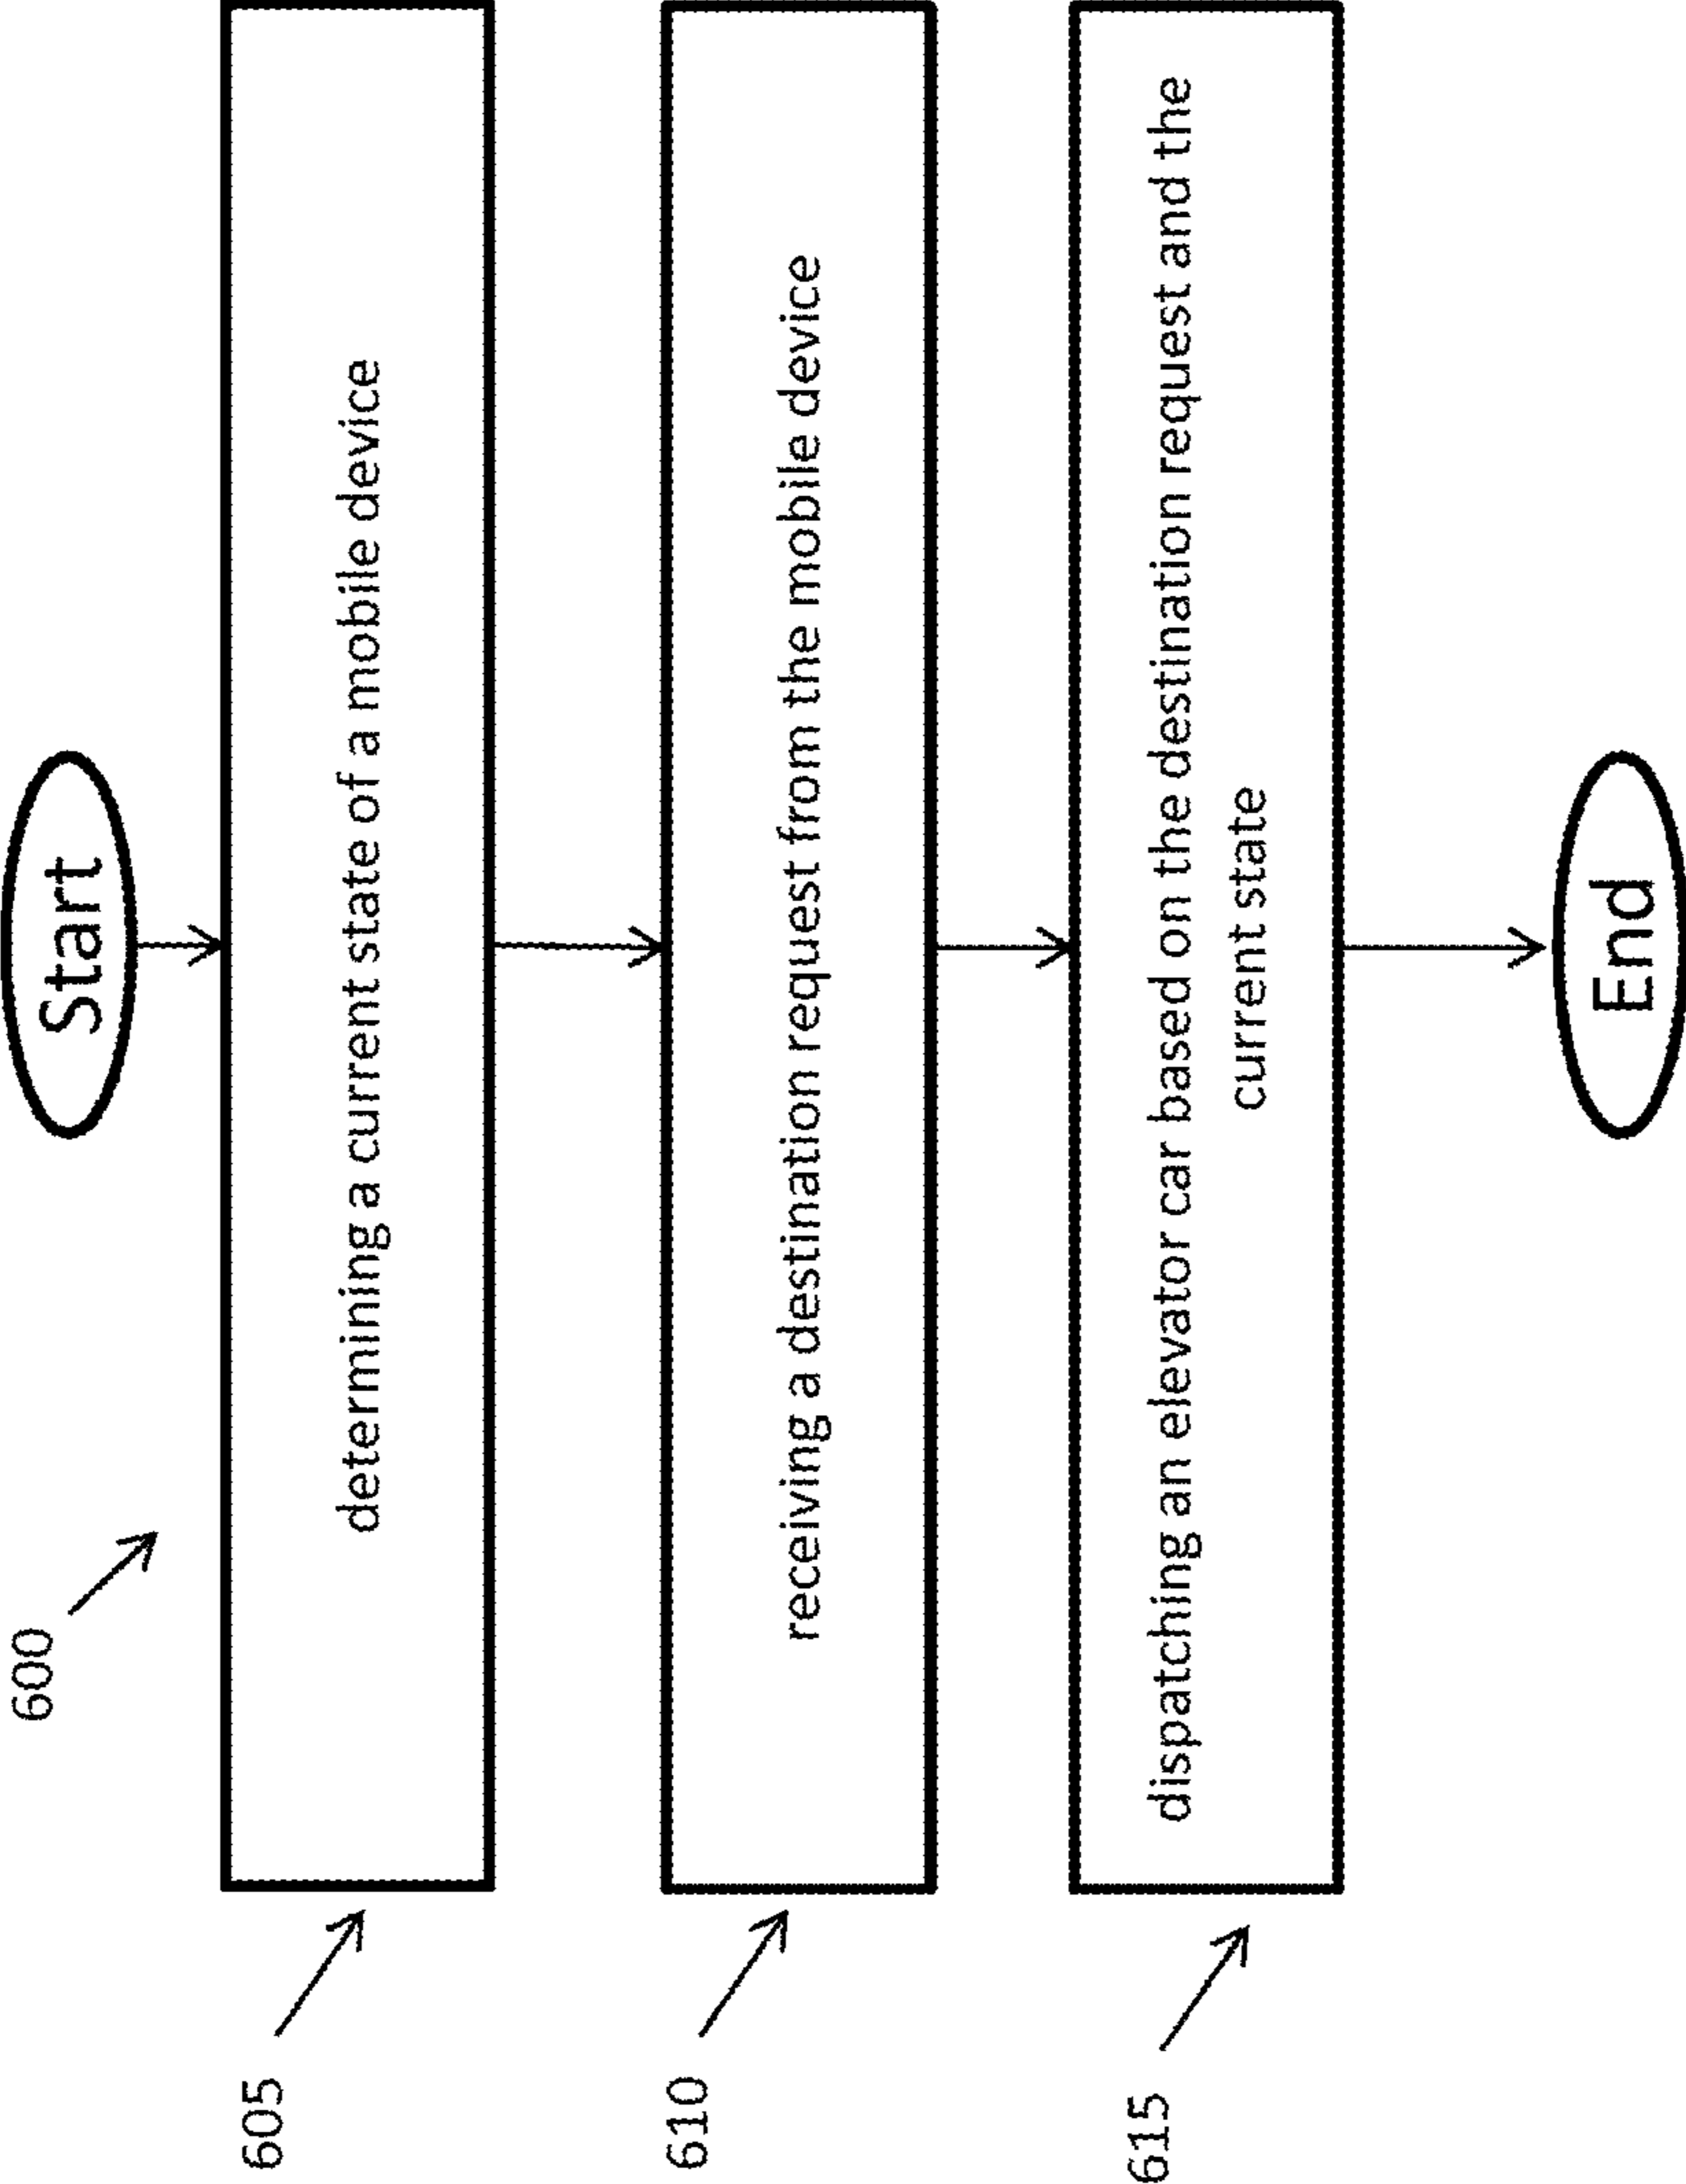 600
Start
605
determining a current state of a mobile device
610
receiving a destination request from the mobile device
615
dispatching an elevator car based on the destination request and the
current state
End